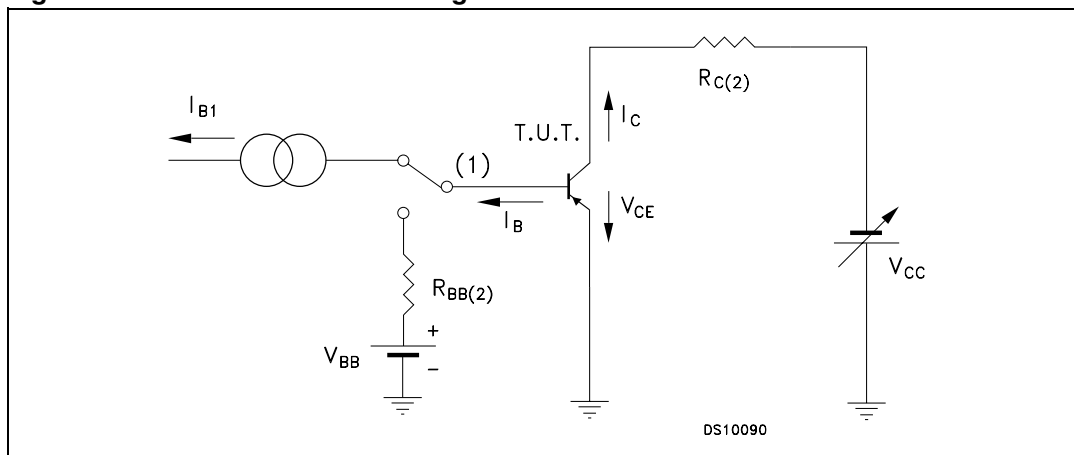 I_B1
T.U.T.
I_C
R_C(2)
(1)
I_B
V_CE
V_CC
R_BB(2)
V_BB
+
-
DS10090